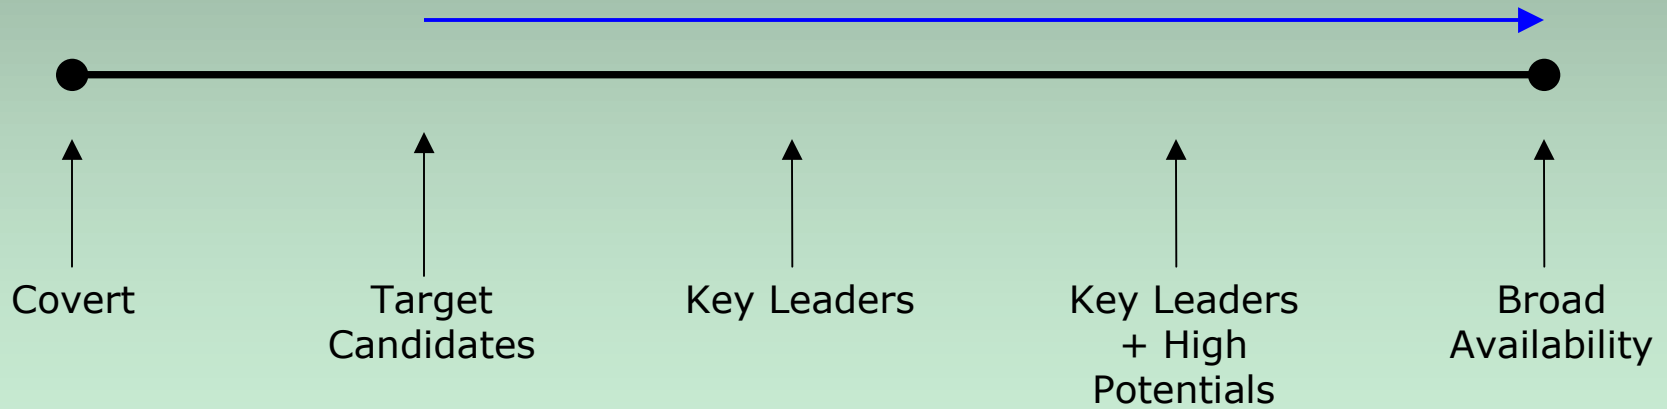 Covert
Target
Candidates
Key Leaders
Key Leaders
+ High
Potentials
Broad
Availability